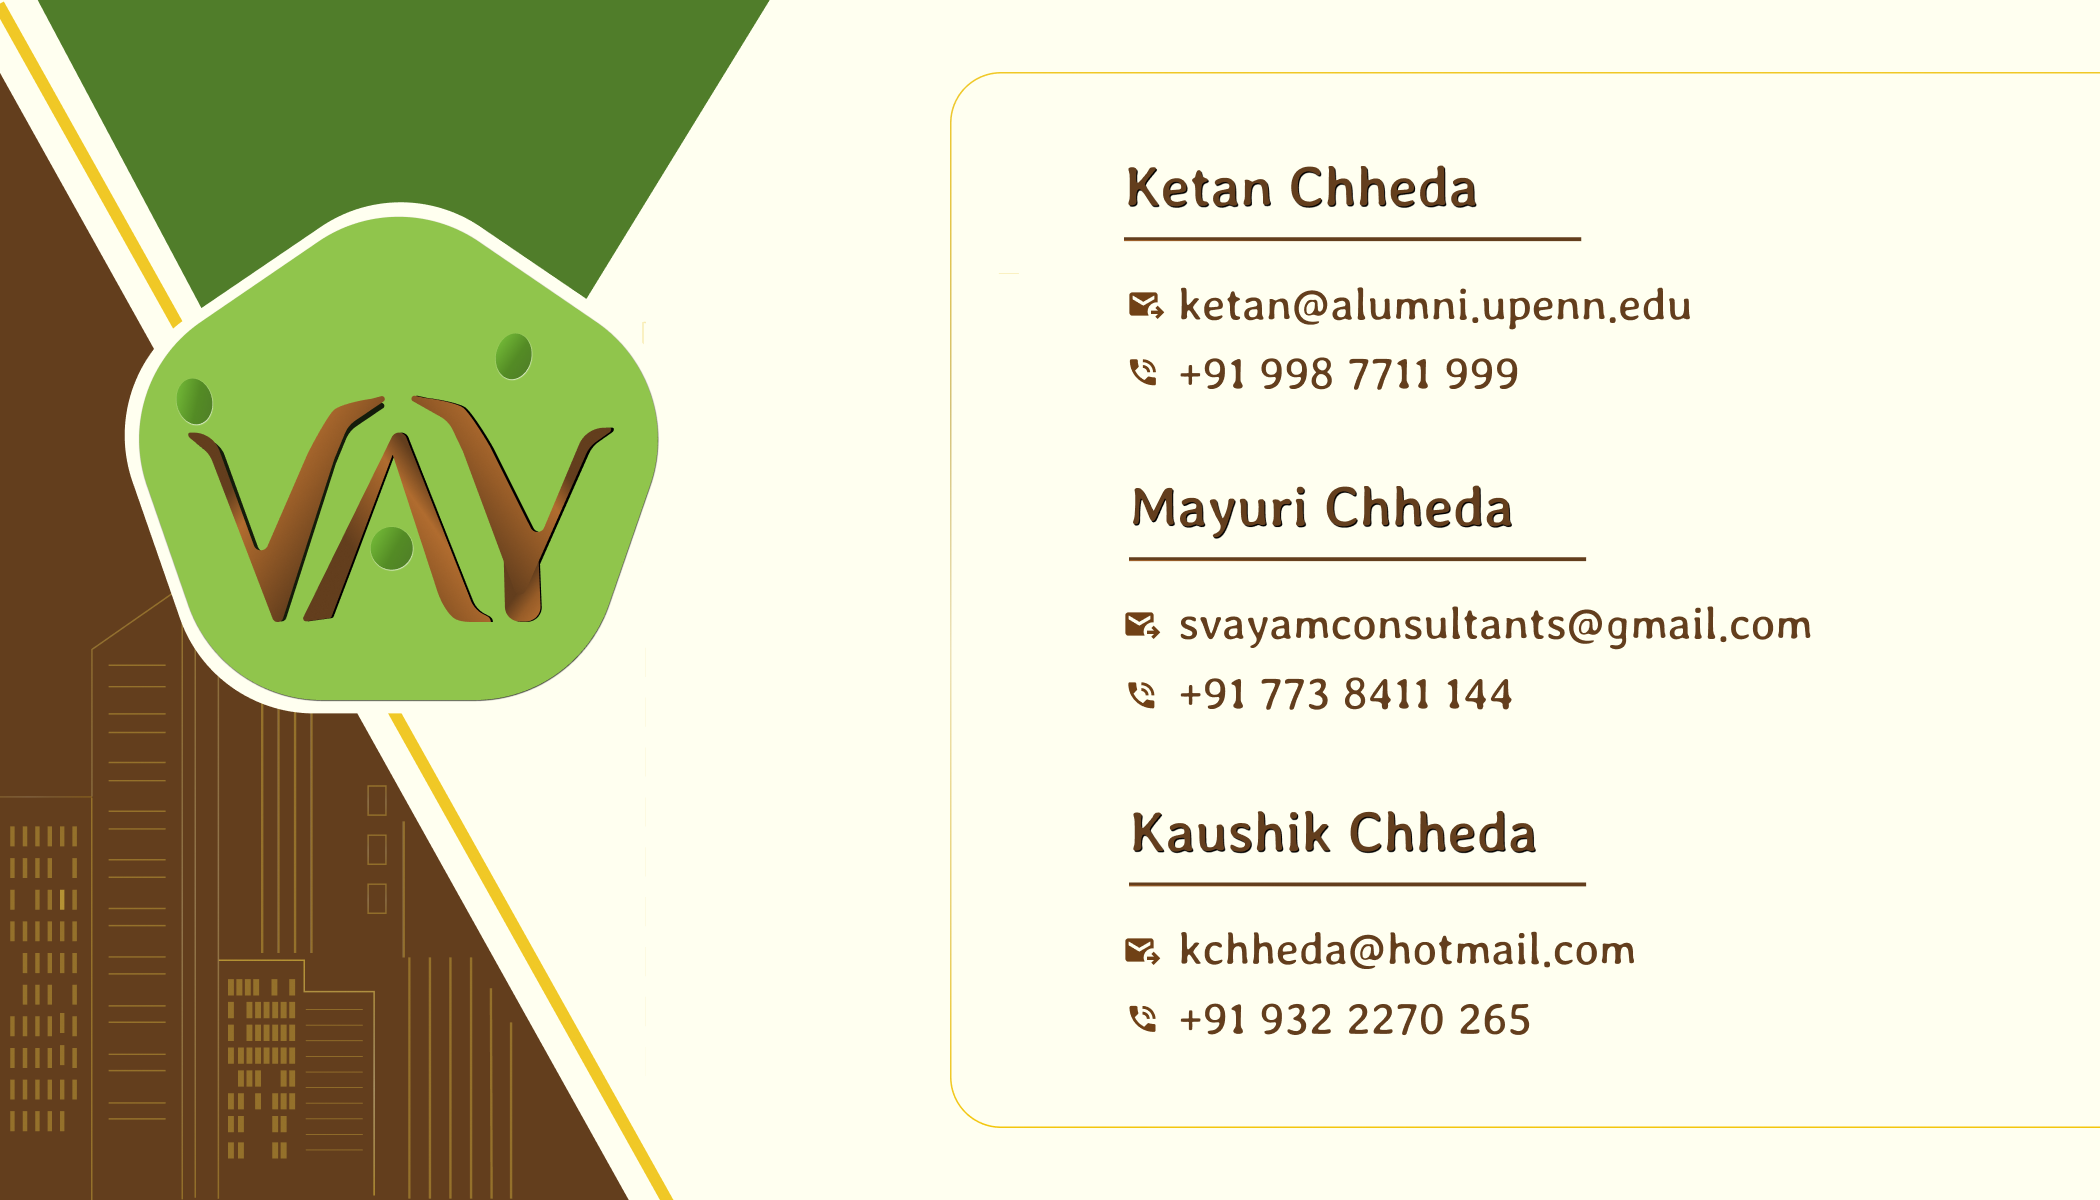 VAY
Ketan Chheda
ketan@alumni.upenn.edu
+91 998 7711 999
Mayuri Chheda
svayamconsultants@gmail.com
+91 773 8411 144
Kaushik Chheda
kchheda@hotmail.com
+91 932 2270 265